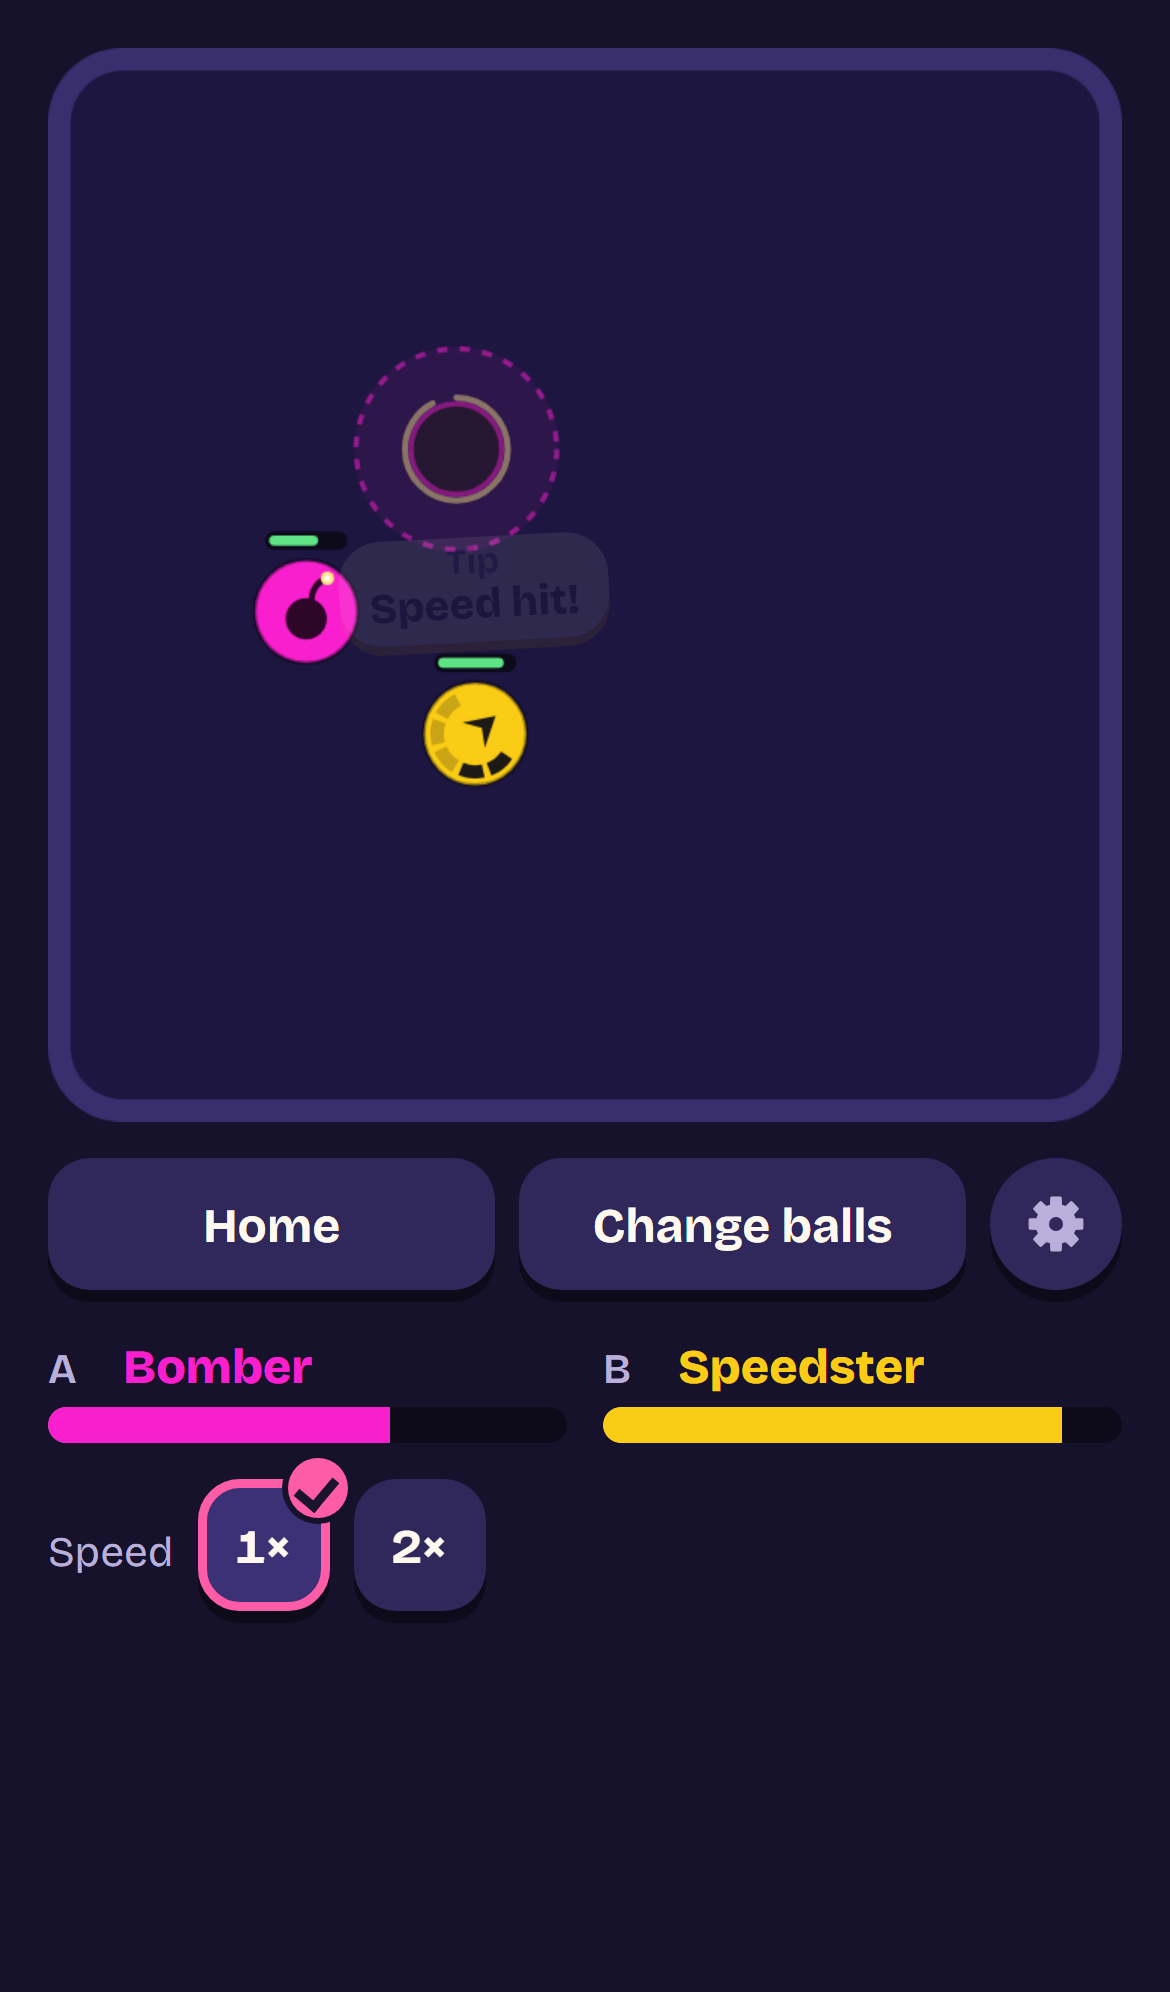 Tip
Speed hit!
Home
Change balls
A Bomber
B Speedster
Speed 1× 2×